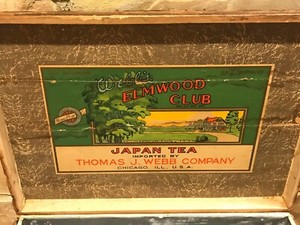 ELMWOOD
CLUB
JAPAN TEA
IMPORTED BY
THOMAS J. WEBB COMPANY
CHICAGO, ILL., U.S.A.